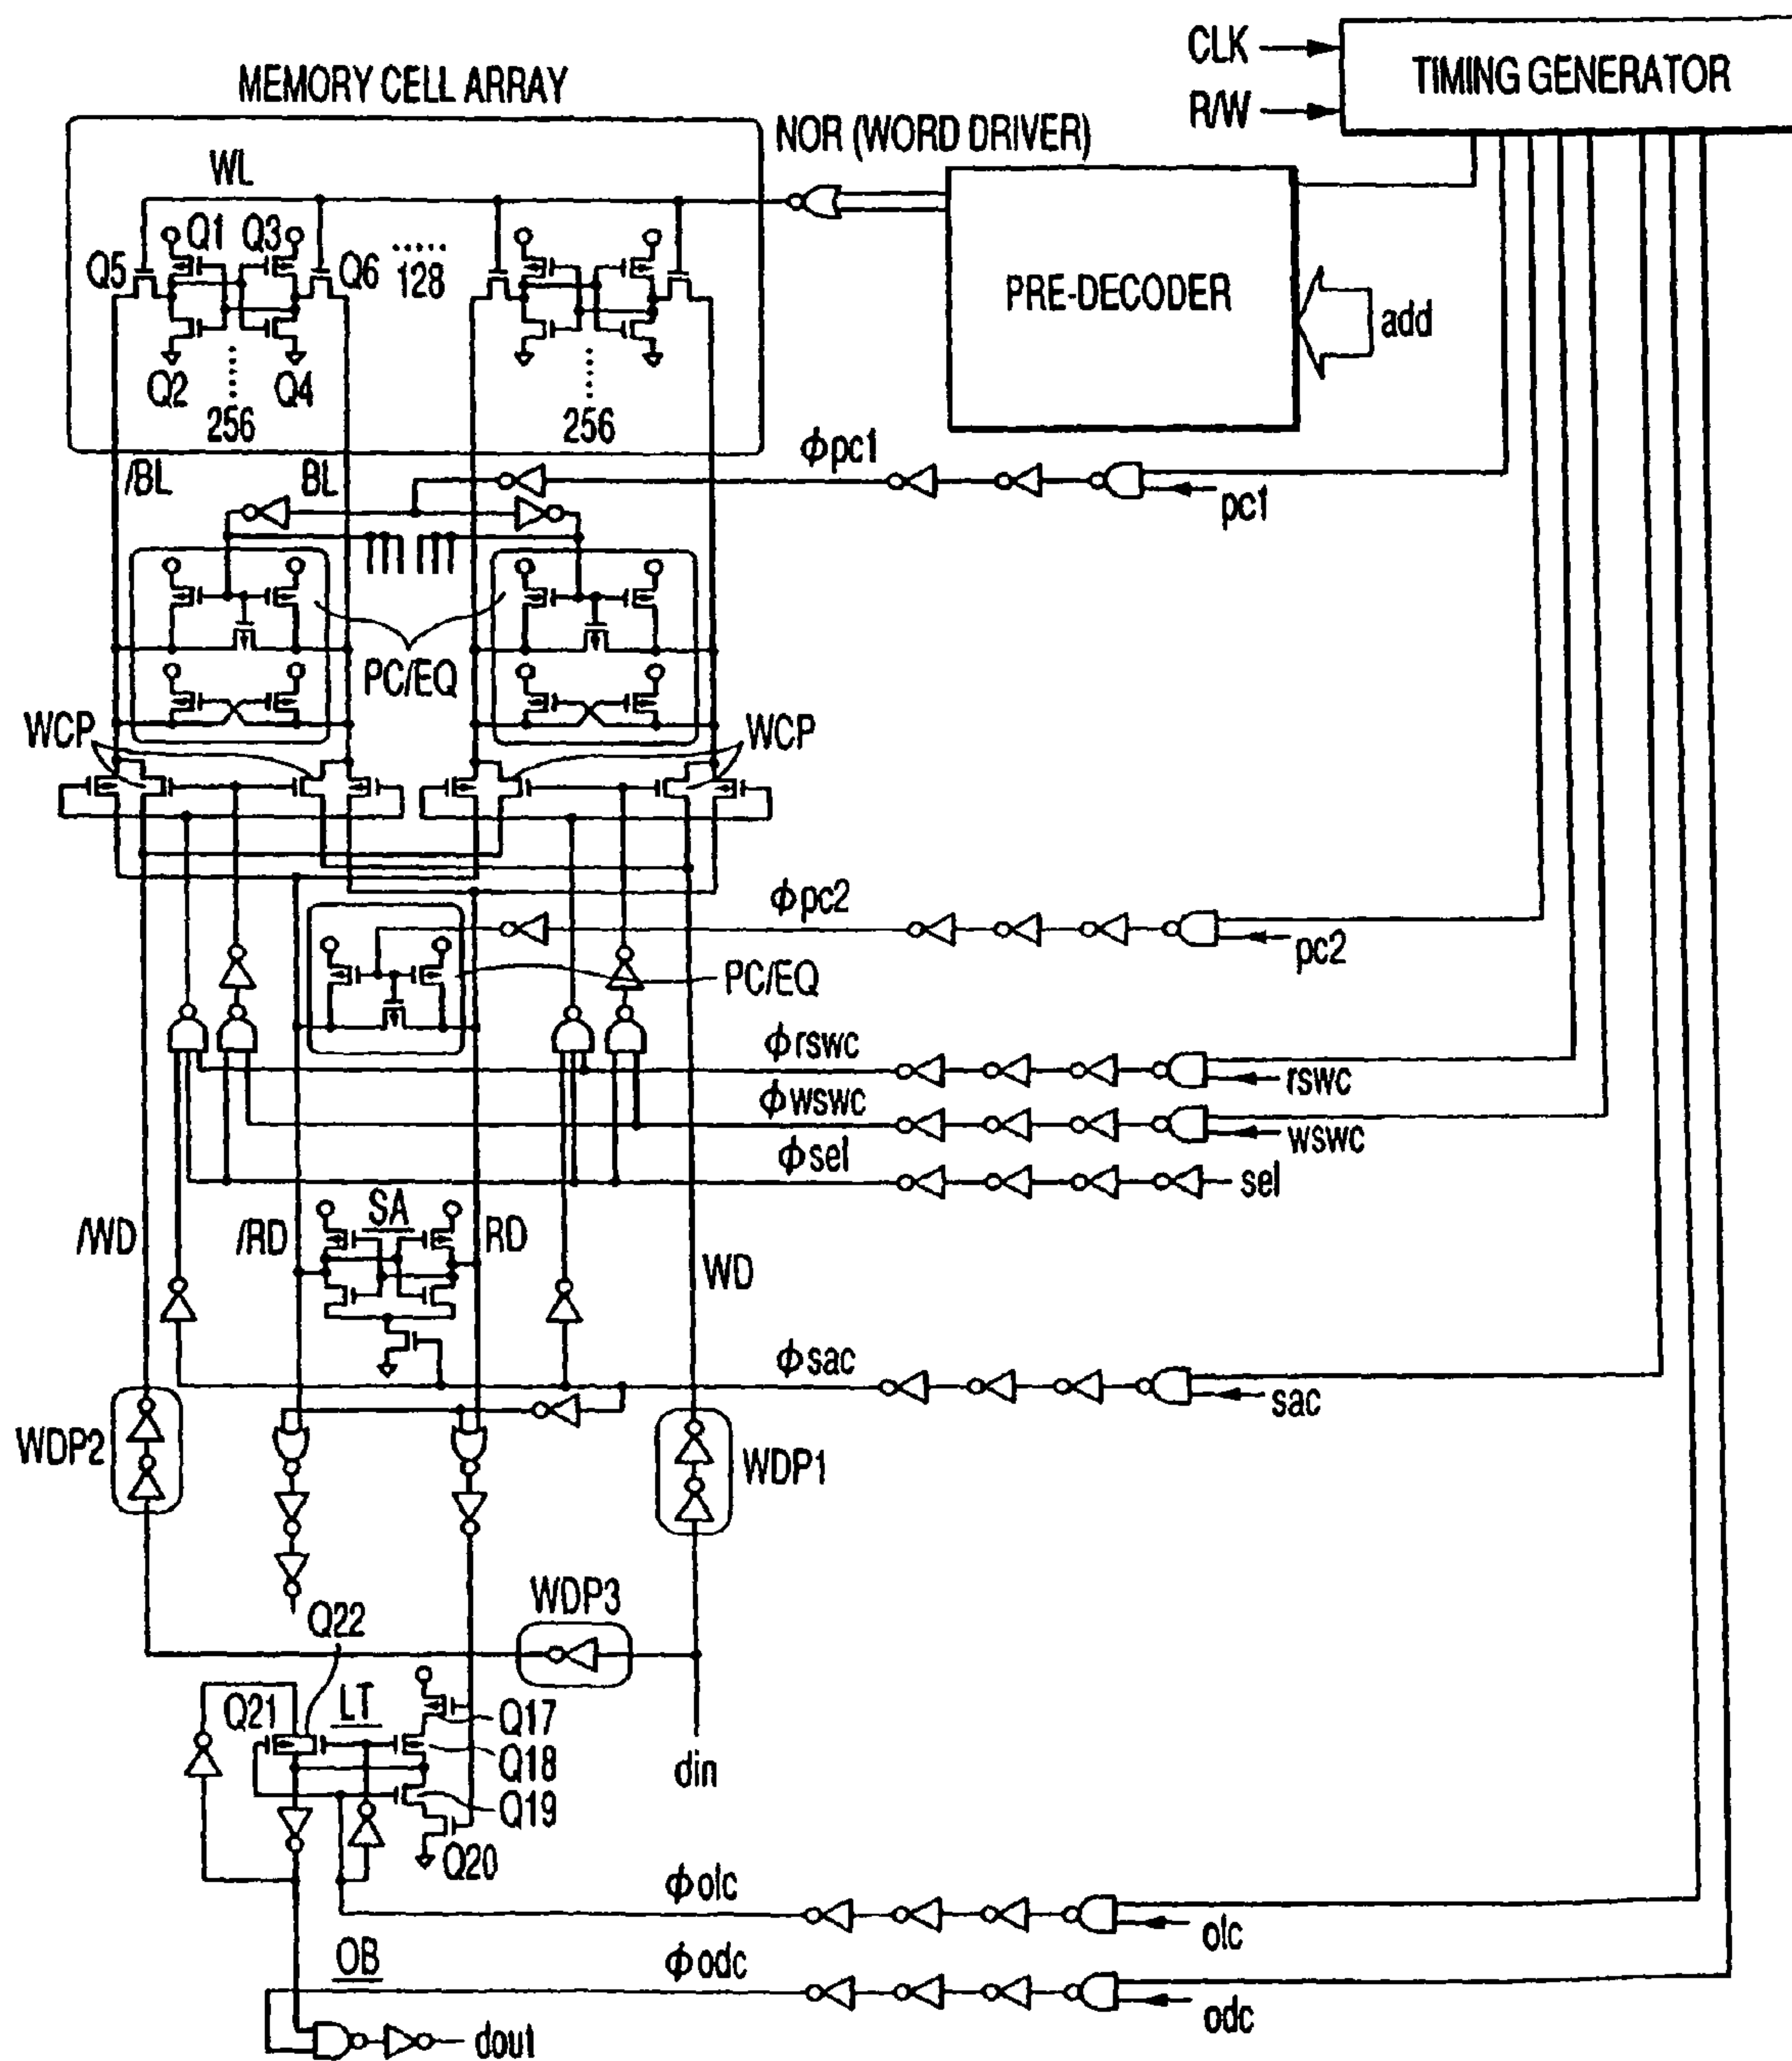 CLK
R/W
TIMING GENERATOR
MEMORY CELL ARRAY
NOR (WORD DRIVER)
WL
Q1 Q3
Q5
Q6
128
Q2
Q4
256
256
PRE-DECODER
add
/BL
BL
ϕpc1
pc1
PC/EQ
WCP
WCP
ϕpc2
pc2
PC/EQ
ϕrswc
rswc
ϕwswc
wswc
ϕsel
sel
/WD
/RD
SA
RD
WD
ϕsac
sac
WDP2
WDP1
WDP3
Q22
Q21
LT
Q17
Q18
Q19
Q20
din
ϕolc
olc
OB
ϕodc
odc
dout